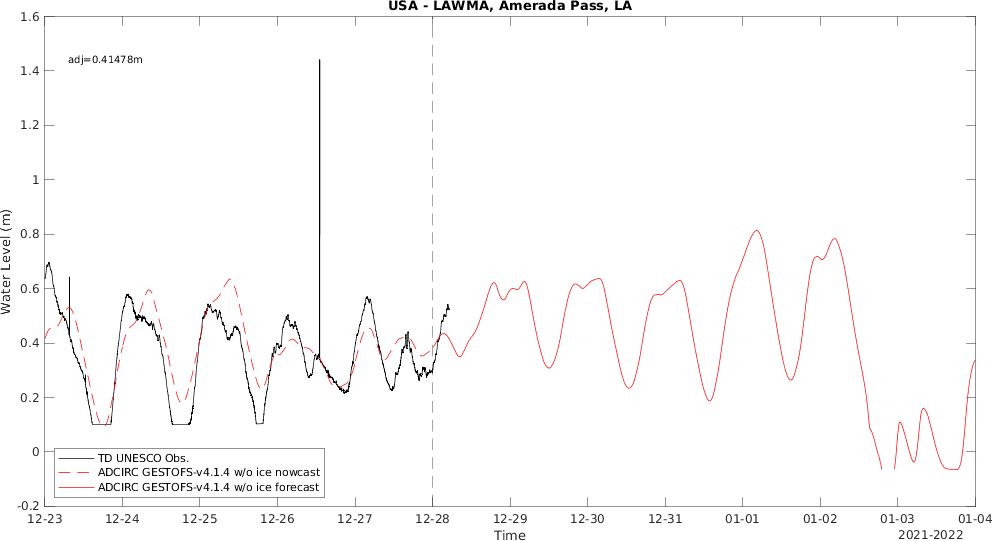 USA - LAWMA, Amerada Pass, LA
1.6
adj=0.41478m
1.4
1.2
1
0.8
0.6
0.4
0.2
0
-0.2
Water Level (m)
TD UNESCO Obs.
ADCIRC GESTOFS-v4.1.4 w/o ice nowcast
ADCIRC GESTOFS-v4.1.4 w/o ice forecast
12-23 12-24 12-25 12-26 12-27 12-28 12-29 12-30 12-31 01-01 01-02 01-03 01-04
Time
2021-2022